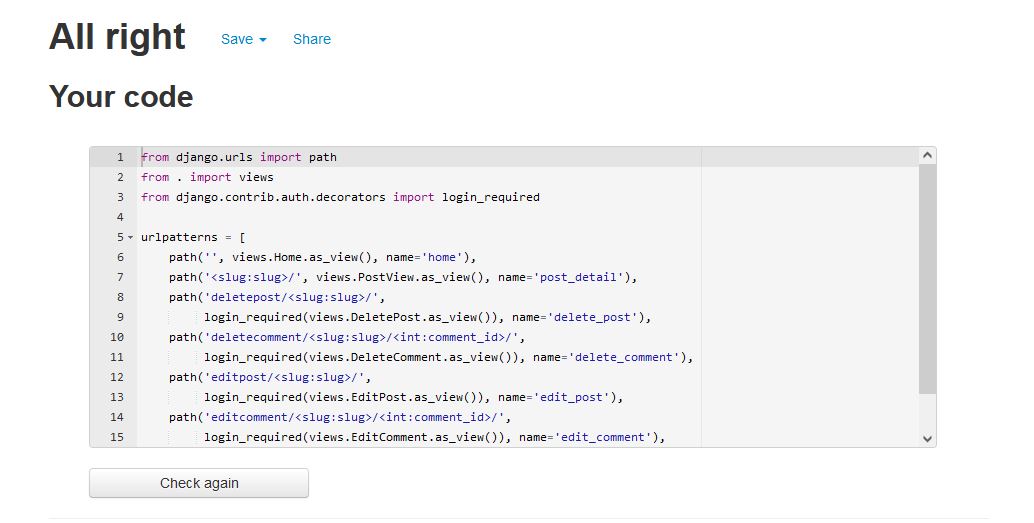 All right Save Share
Your code
1 from django.urls import path
2 from . import views
3 from django.contrib.auth.decorators import login_required
4
5 urlpatterns = [
6     path('', views.Home.as_view(), name='home'),
7     path('<slug:slug>/', views.PostView.as_view(), name='post_detail'),
8     path('deletepost/<slug:slug>/',
9          login_required(views.DeletePost.as_view()), name='delete_post'),
10     path('deletecomment/<slug:slug>/<int:comment_id>/',
11          login_required(views.DeleteComment.as_view()), name='delete_comment'),
12     path('editpost/<slug:slug>/',
13          login_required(views.EditPost.as_view()), name='edit_post'),
14     path('editcomment/<slug:slug>/<int:comment_id>/',
15          login_required(views.EditComment.as_view()), name='edit_comment'),
Check again